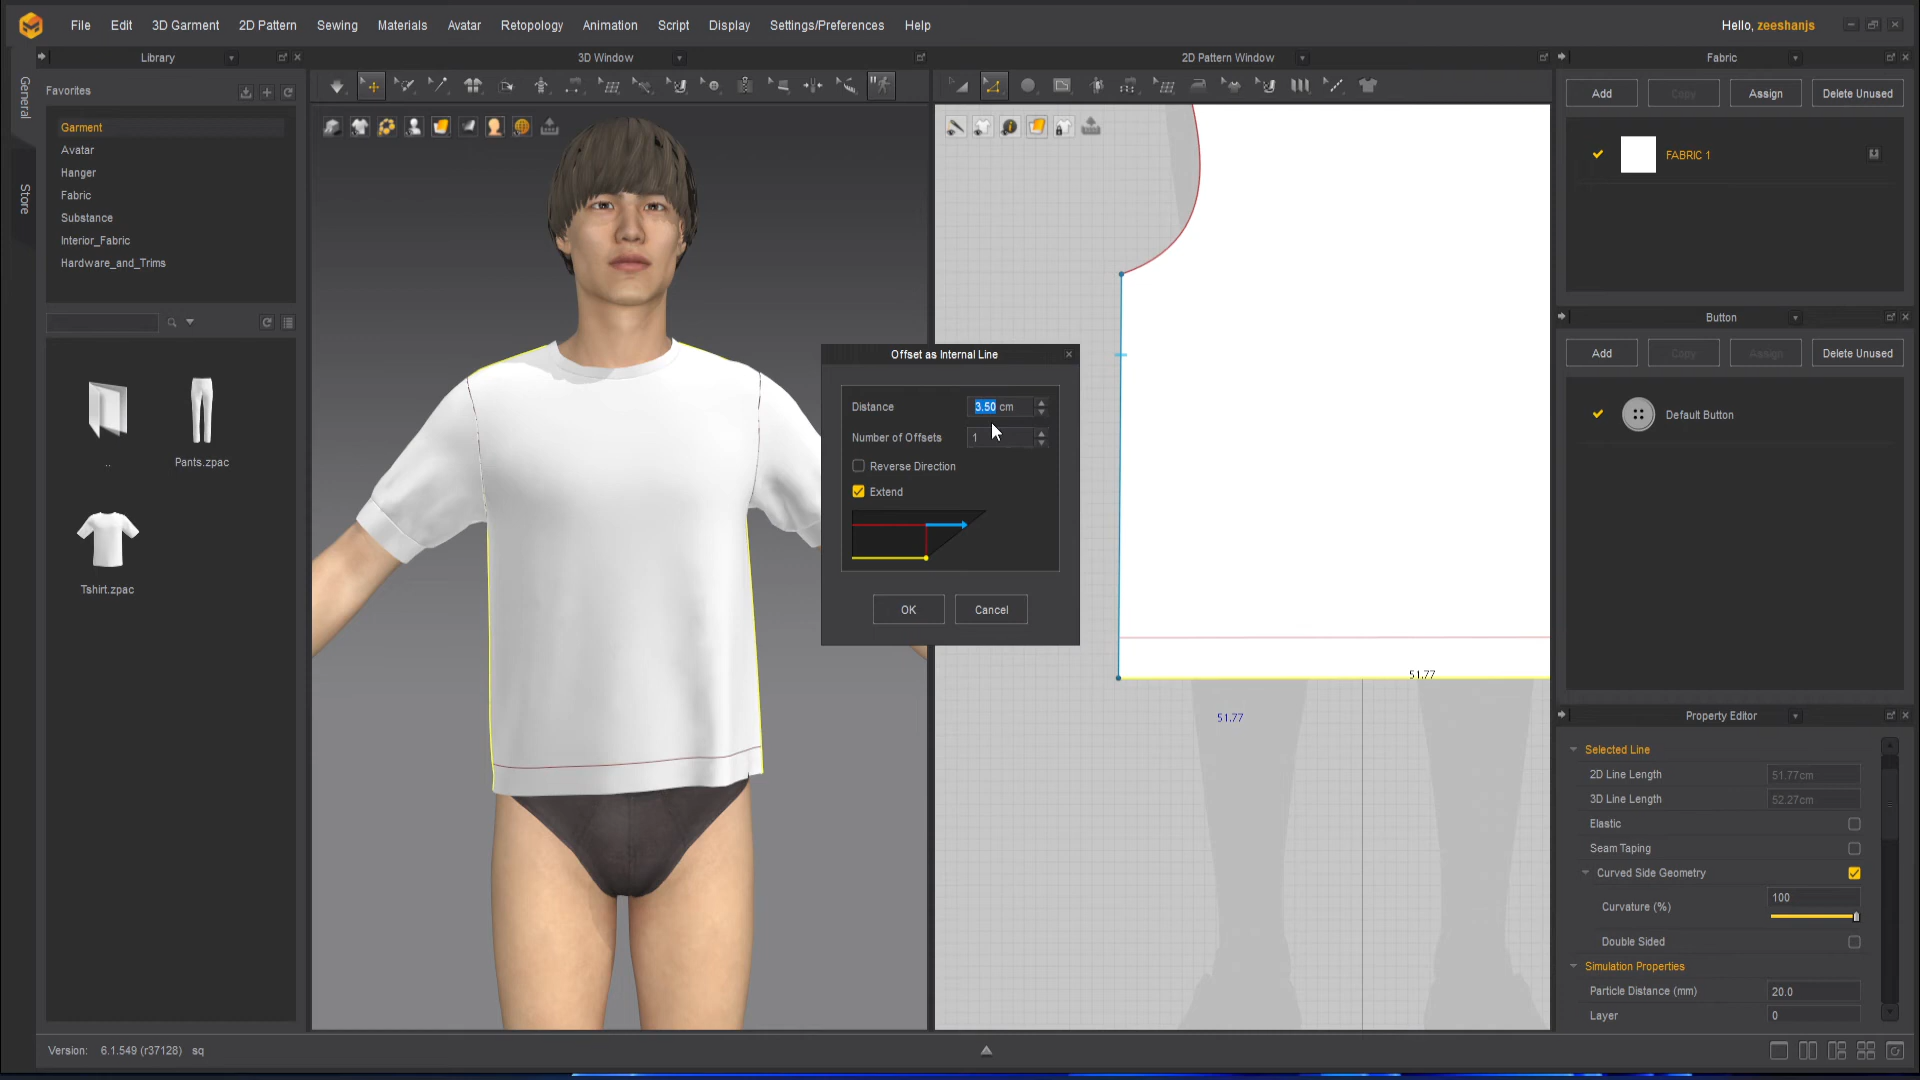 File Edit 3D Garment 2D Pattern Sewing Materials Avatar Retopology Animation Script Display Settings/Preferences Help Hello, zeeshanjs
Library 3D Window 2D Pattern Window Fabric
General
Store
Favorites
Garment
Avatar
Hanger
Fabric
Substance
Interior_Fabric
Hardware_and_Trims
..
Pants.zpac
Tshirt.zpac
Offset as Internal Line
Distance 3.50 cm
Number of Offsets 1
Reverse Direction
Extend
OK Cancel
51.77
51.77
Add Copy Assign Delete Unused
FABRIC 1
Button
Add Copy Assign Delete Unused
Default Button
Property Editor
Selected Line
2D Line Length 51.77cm
3D Line Length 52.27cm
Elastic
Seam Taping
Curved Side Geometry
Curvature (%) 100
Double Sided
Simulation Properties
Particle Distance (mm) 20.0
Layer 0
Version: 6.1.549 (r37128) sq